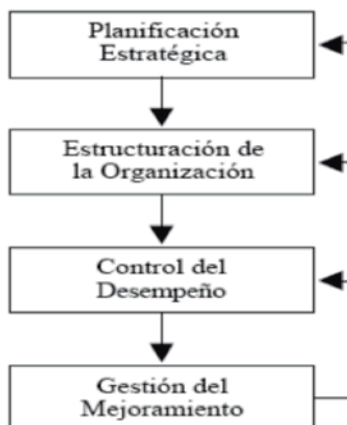 Planificación
Estratégica
Estructuración de
la Organización
Control del
Desempeño
Gestión del
Mejoramiento